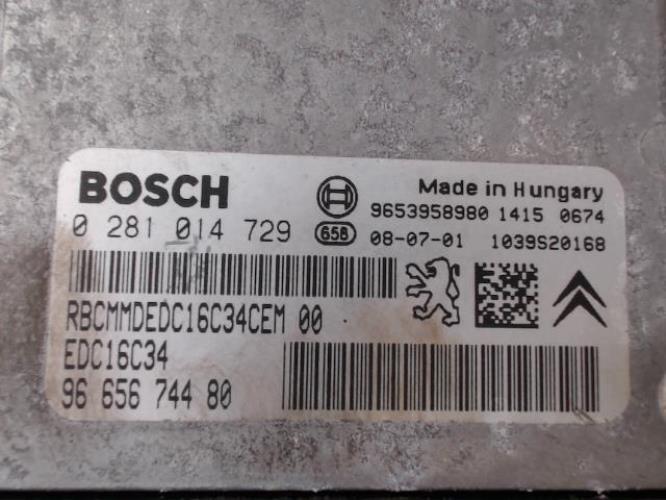 BOSCH
Made in Hungary
9653958980 1415 0674
0 281 014 729
656 08-07-01 1039S20168
RBCMMDEDC16C34CEM 00
EDC16C34
96 656 744 80